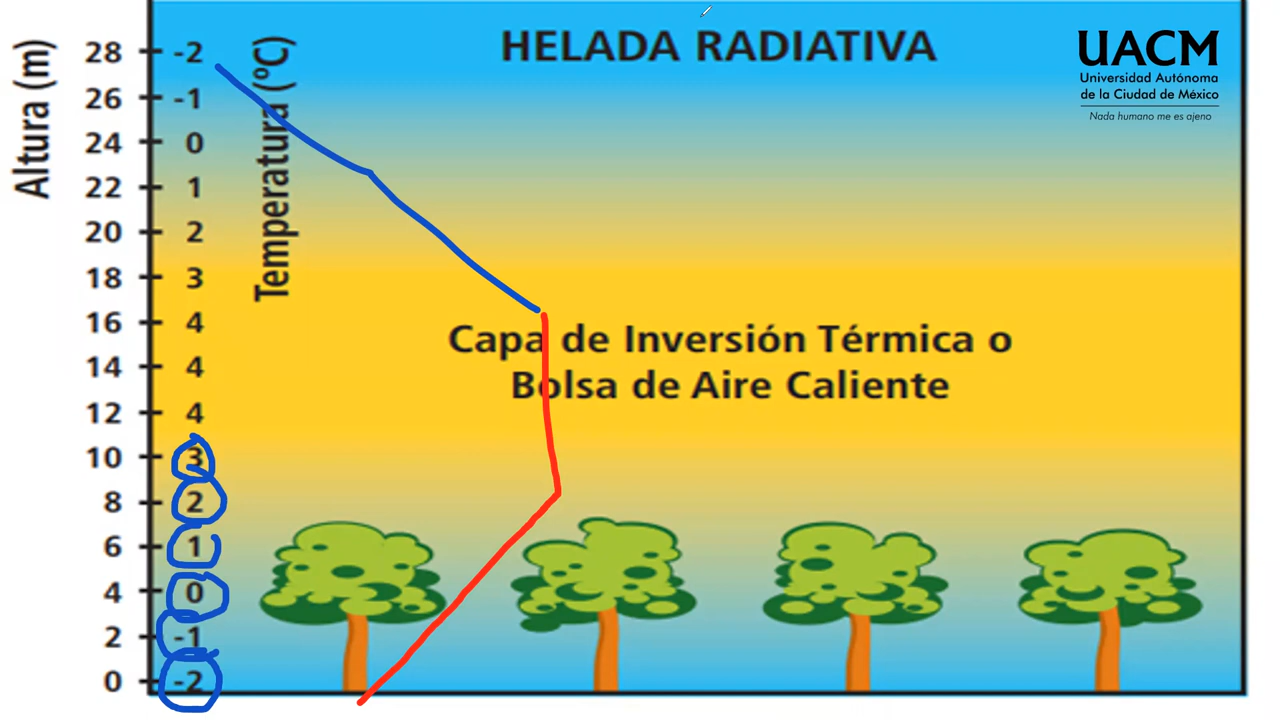 HELADA RADIATIVA
UACM
Universidad Autónoma
de la Ciudad de México
Nada humano me es ajeno
Altura (m)
Temperatura (ºC)
28 -2
26 -1
24 0
22 1
20 2
18 3
16 4
14 4
12 4
10 3
8 2
6 1
4 0
2 -1
0 -2
Capa de Inversión Térmica o
Bolsa de Aire Caliente